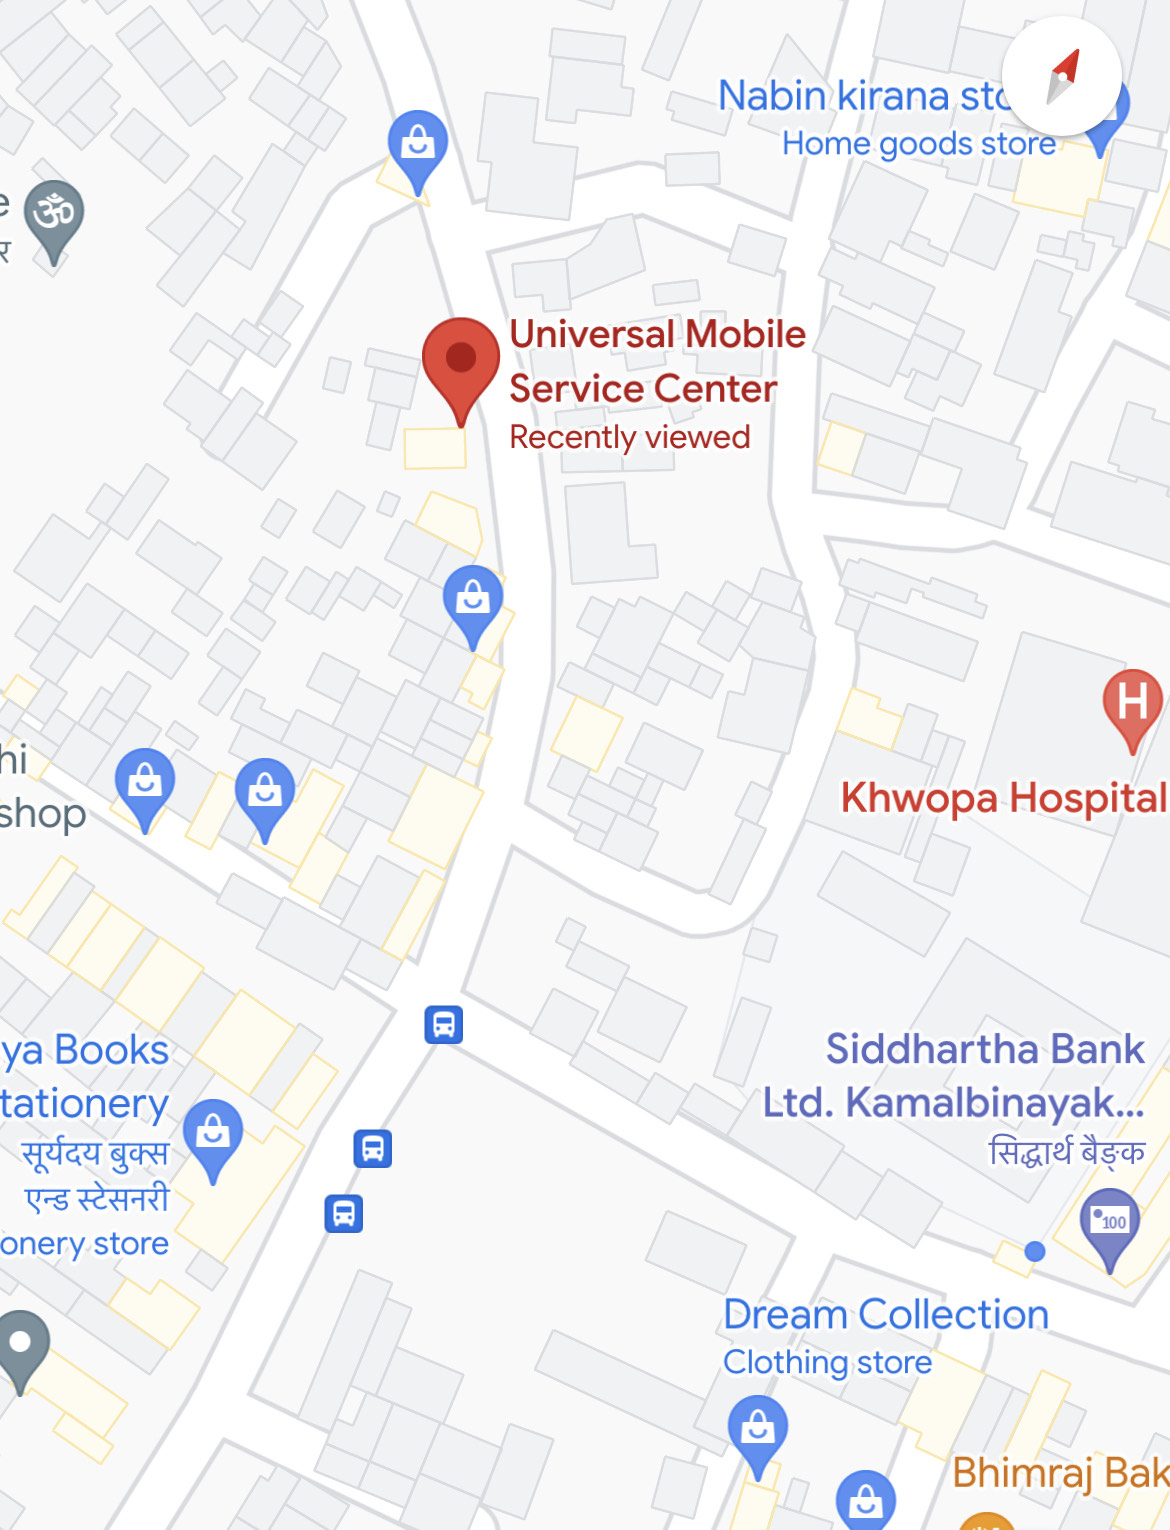 Nabin kirana sto
Home goods store
e
र
Universal Mobile
Service Center
Recently viewed
hi
shop
H
Khwopa Hospital
ya Books
tationery
सूर्यदय बुक्स
एन्ड स्टेसनरी
onery store
Siddhartha Bank
Ltd. Kamalbinayak...
सिद्धार्थ बैङ्क
100
Dream Collection
Clothing store
Bhimraj Bak
ॐ